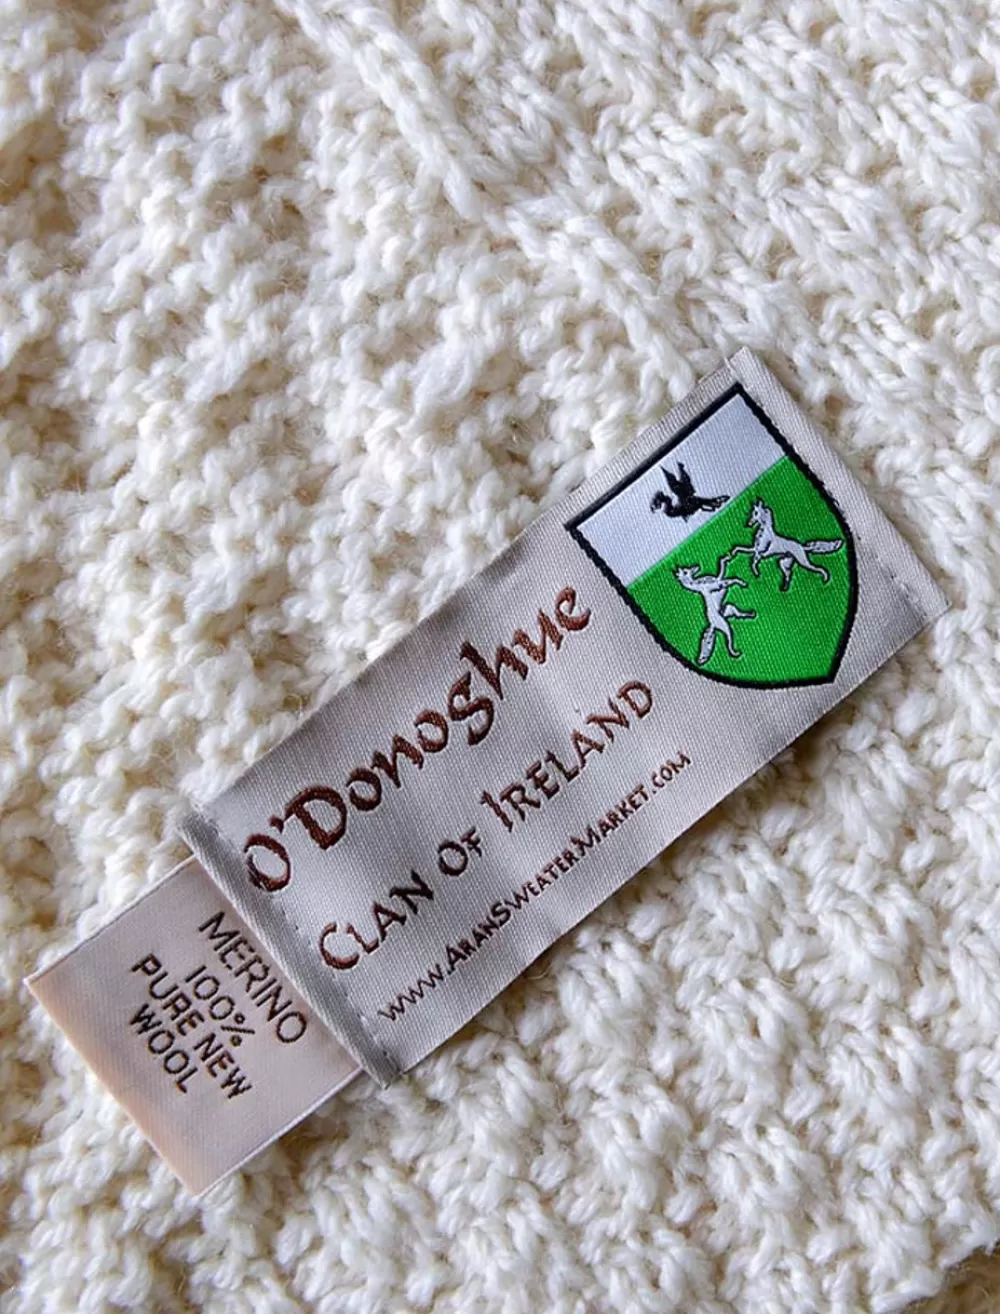 O'Donoghue
CLAN OF IRELAND
www.ARANSWEATERMARKET.COM
MERINO
100%
PURE NEW
WOOL